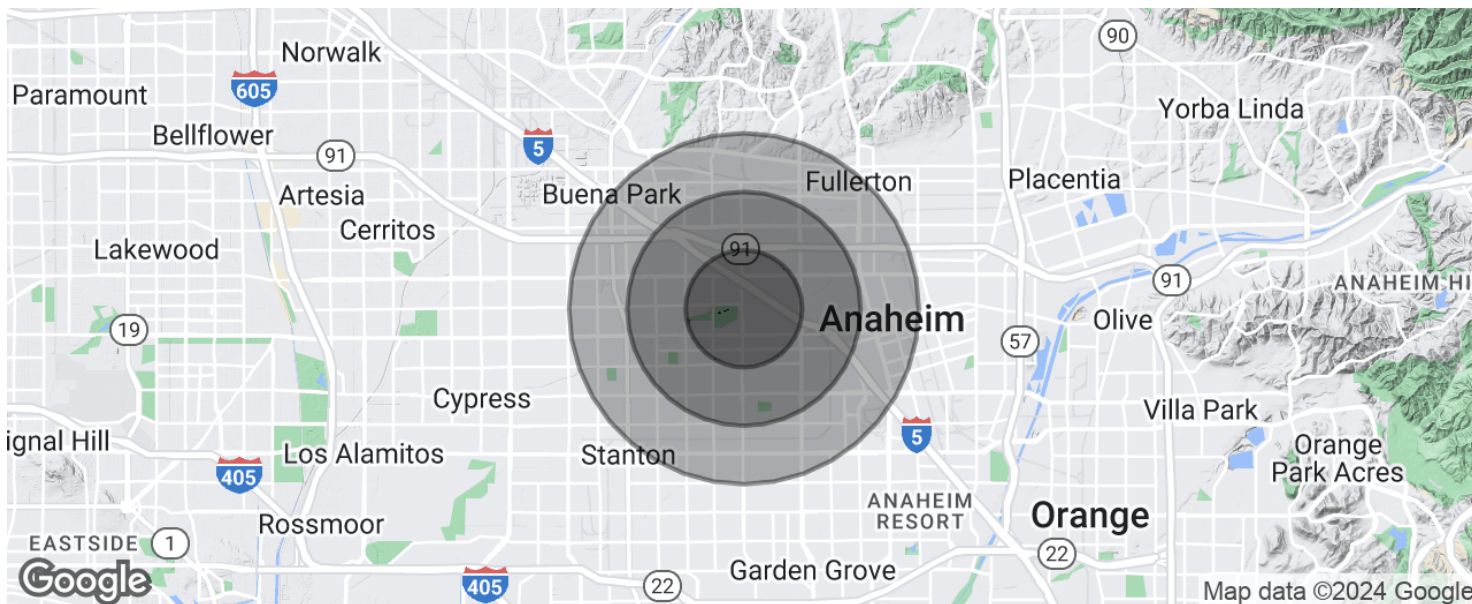 90
Norwalk
605
Paramount
Yorba Linda
Bellflower
5
91
Fullerton
Placentia
Buena Park
Artesia
Cerritos
Lakewood
91
91
ANAHEIM HI
19
Anaheim
Olive
57
Cypress
Villa Park
5
ignal Hill
Los Alamitos
Stanton
Orange
Park Acres
405
ANAHEIM
RESORT
Orange
Rossmoor
EASTSIDE
1
22
Garden Grove
Google
405
22
Map data ©2024 Google